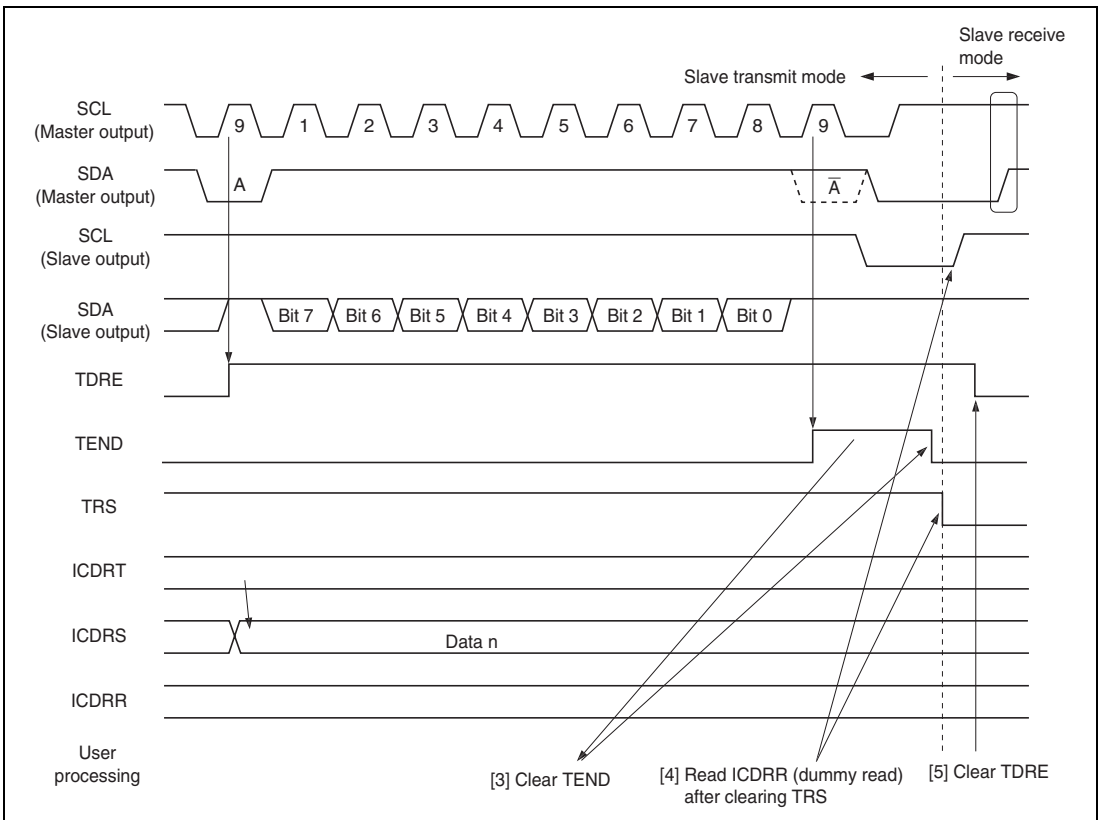 Slave receive
mode
Slave transmit mode
SCL
(Master output)
9 1 2 3 4 5 6 7 8 9
SDA
(Master output)
A A̅
SCL
(Slave output)
SDA
(Slave output)
Bit 7 Bit 6 Bit 5 Bit 4 Bit 3 Bit 2 Bit 1 Bit 0
TDRE
TEND
TRS
ICDRT
ICDRS
Data n
ICDRR
User
processing
[3] Clear TEND
[4] Read ICDRR (dummy read)
after clearing TRS
[5] Clear TDRE